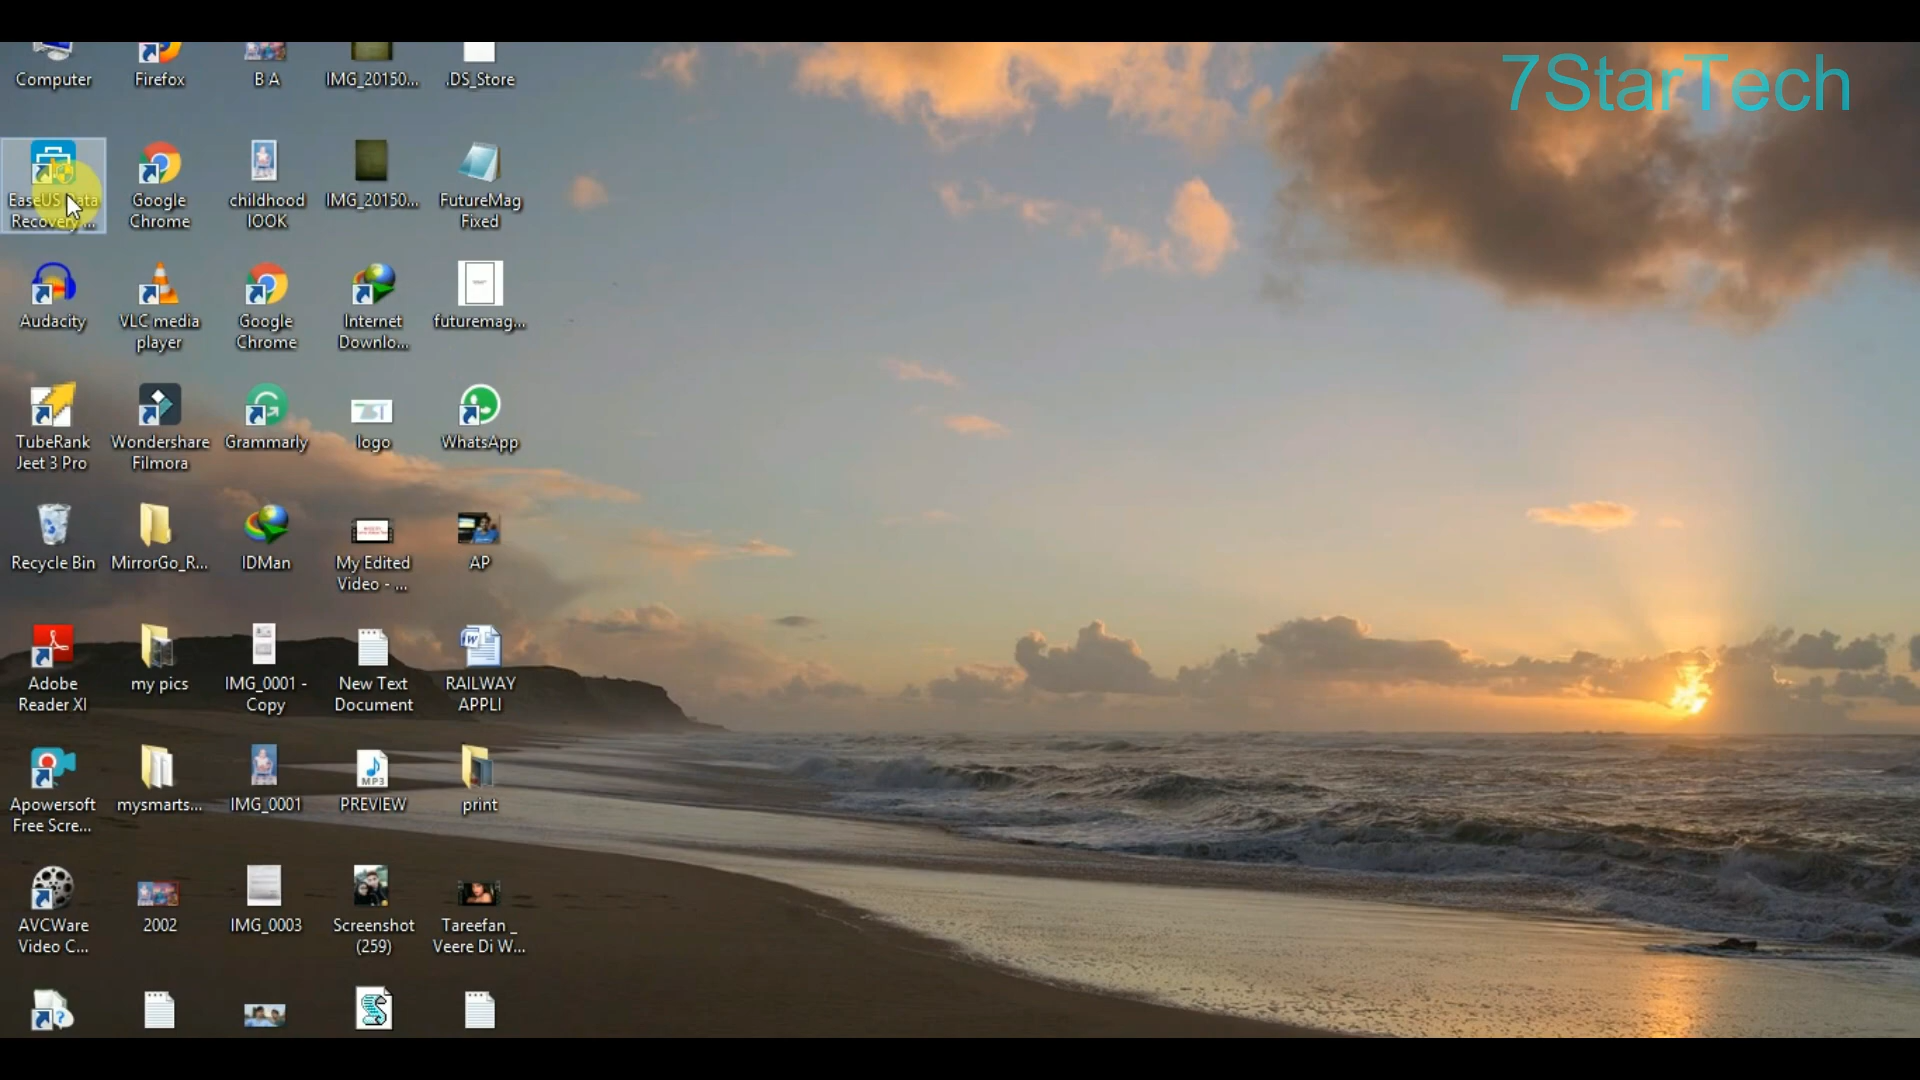 7StarTech
Computer
Firefox
B A
IMG_20150...
.DS_Store
EaseUS Data
Recovery ...
Google
Chrome
childhood
lOOK
IMG_20150...
FutureMag
Fixed
Audacity
VLC media
player
Google
Chrome
Internet
Downlo...
futuremag...
TubeRank
Jeet 3 Pro
Wondershare
Filmora
Grammarly
logo
WhatsApp
Recycle Bin
MirrorGo_R...
IDMan
My Edited
Video - ...
AP
Adobe
Reader XI
my pics
IMG_0001 -
Copy
New Text
Document
RAILWAY
APPLI
Apowersoft
Free Scre...
mysmarts...
IMG_0001
MP3
PREVIEW
print
AVCWare
Video C...
2002
IMG_0003
Screenshot
(259)
Tareefan _
Veere Di W...